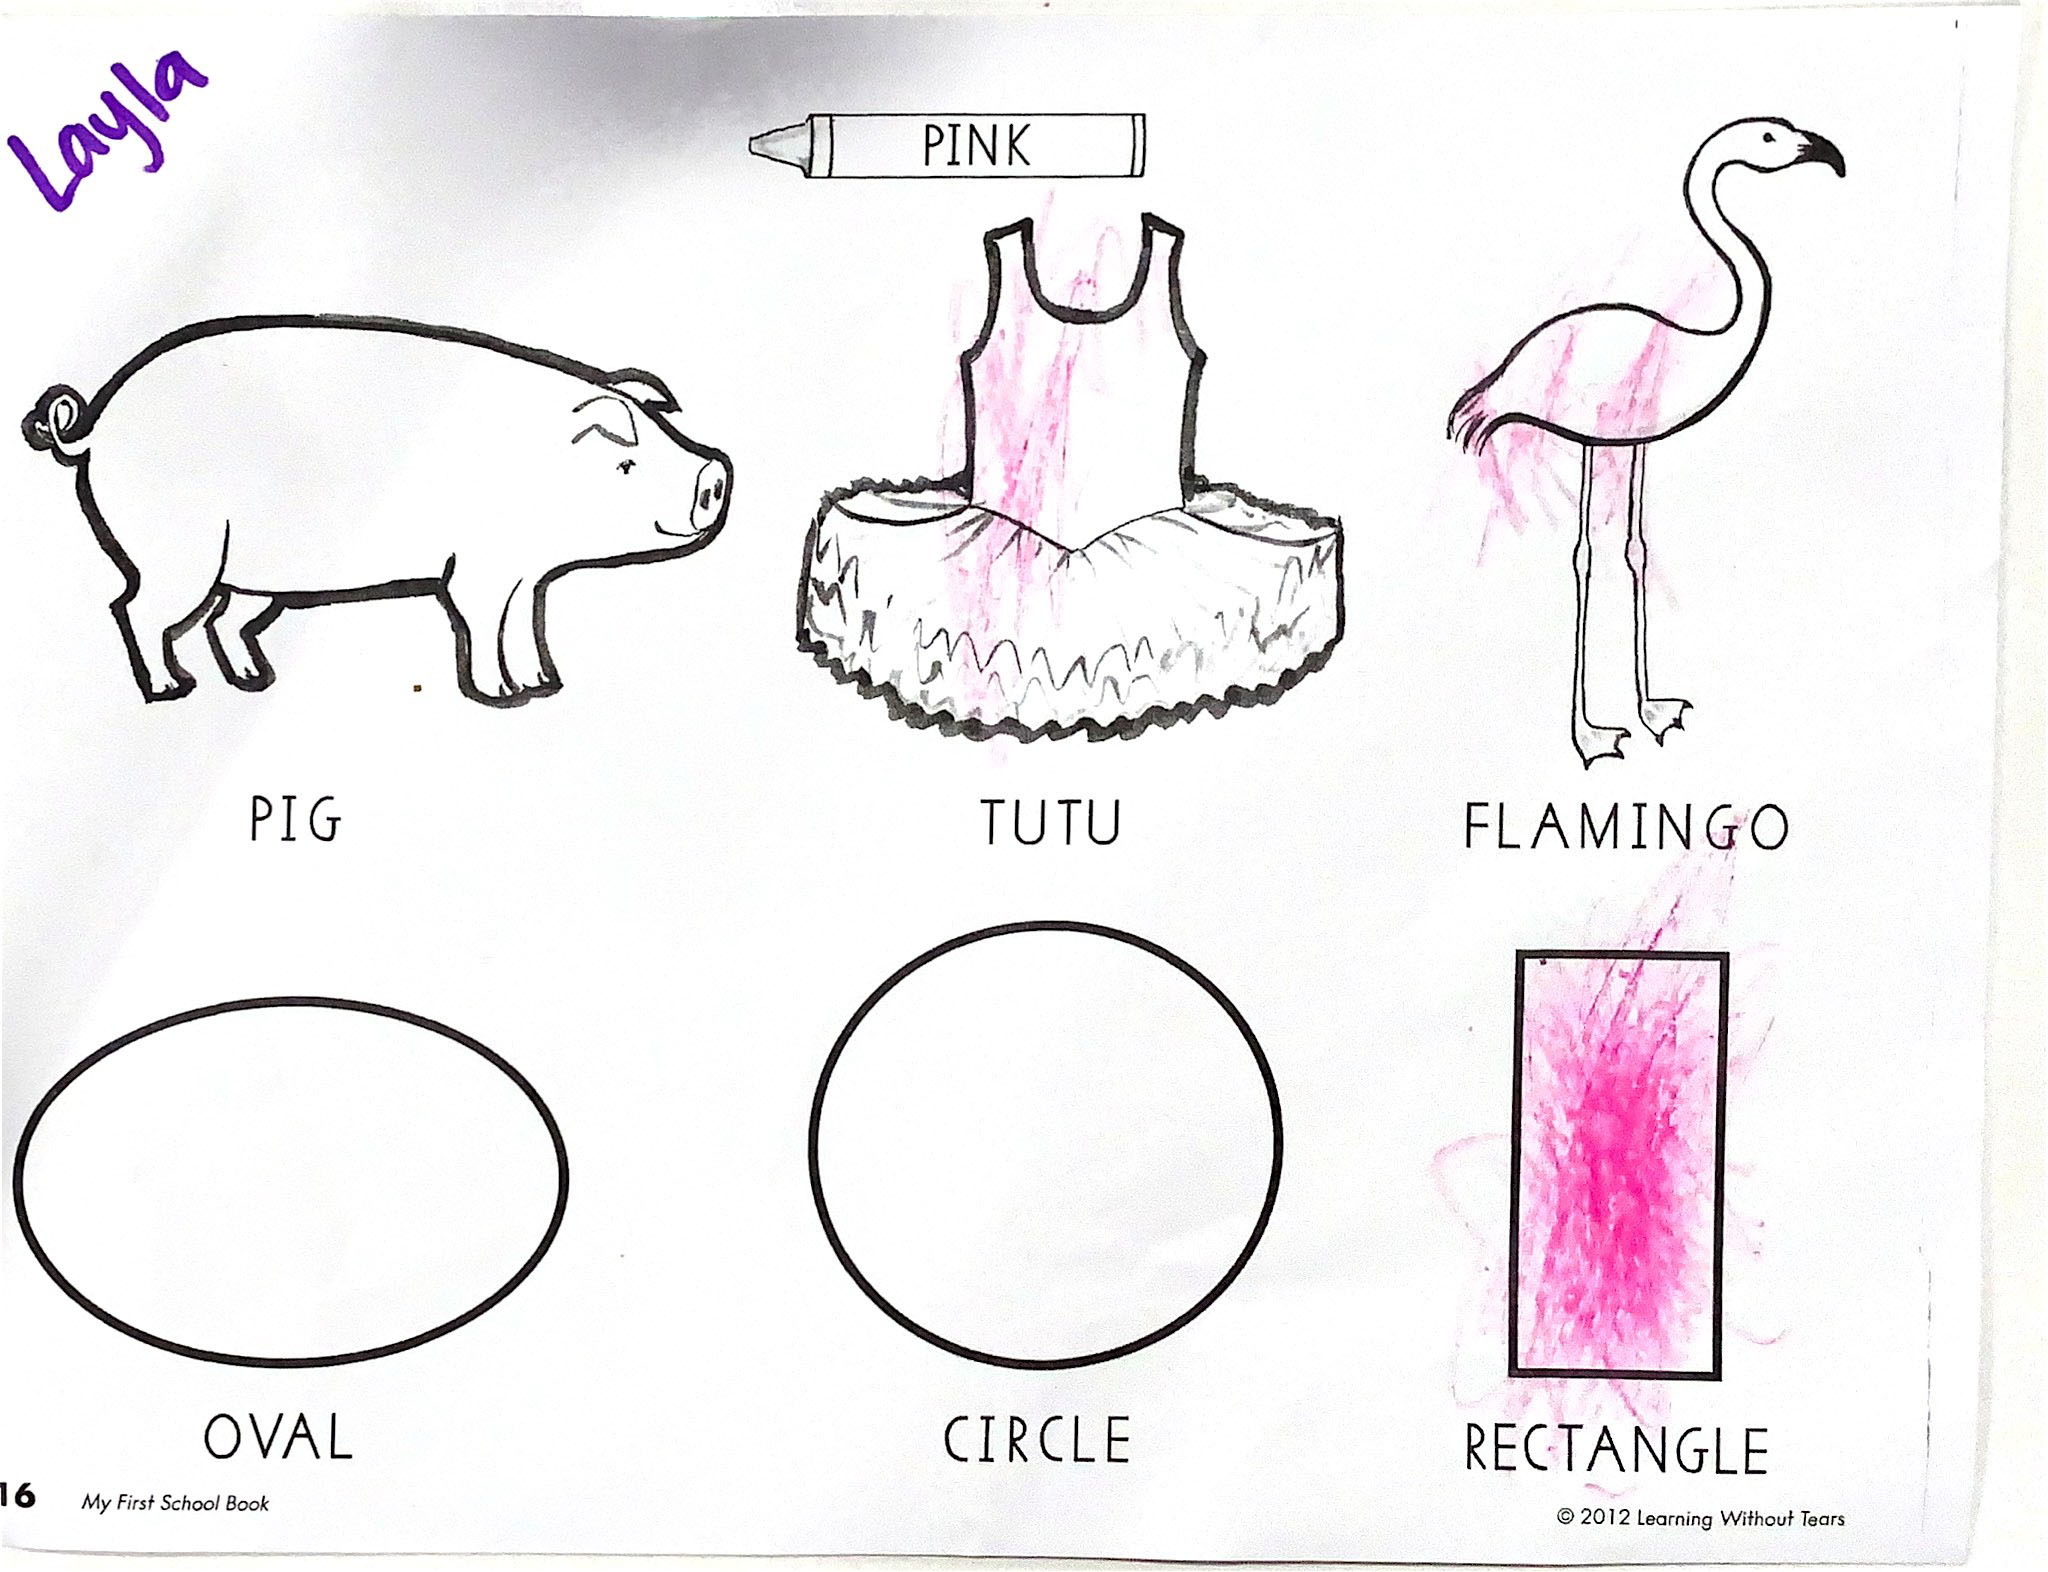 Layla
PINK
PIG
TUTU
FLAMINGO
OVAL
CIRCLE
RECTANGLE
16 My First School Book
© 2012 Learning Without Tears